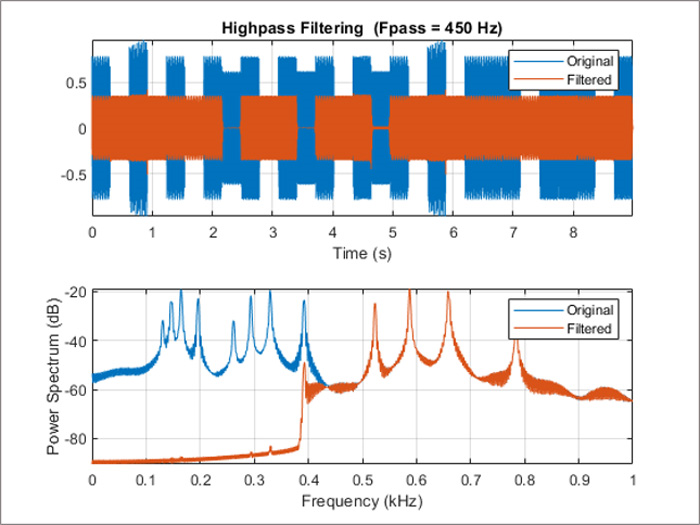 Highpass Filtering (Fpass = 450 Hz)
Original
Filtered
0.5
0
-0.5
0 1 2 3 4 5 6 7 8
Time (s)
Power Spectrum (dB)
-20
-40
-60
-80
Original
Filtered
0 0.1 0.2 0.3 0.4 0.5 0.6 0.7 0.8 0.9 1
Frequency (kHz)